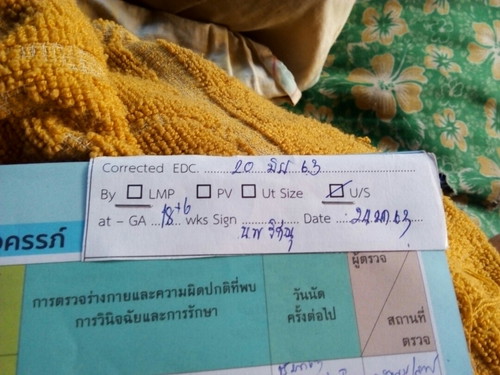 Corrected EDC. 20 มิย 63
By LMP PV Ut Size U/S
at - GA 18+6 wks Sign Date 24 มค 63
ครรภ์
การตรวจร่างกายและความผิดปกติที่พบ
การวินิจฉัยและการรักษา
วันนัด
ครั้งต่อไป
ผู้ตรวจ
สถานที่
ตรวจ